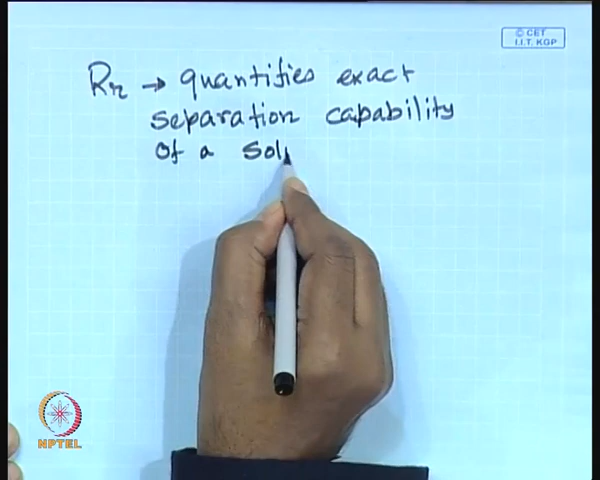 © CET
I.I.T. KGP
Rr → quantifies exact
separation capability
of a sol
NPTEL